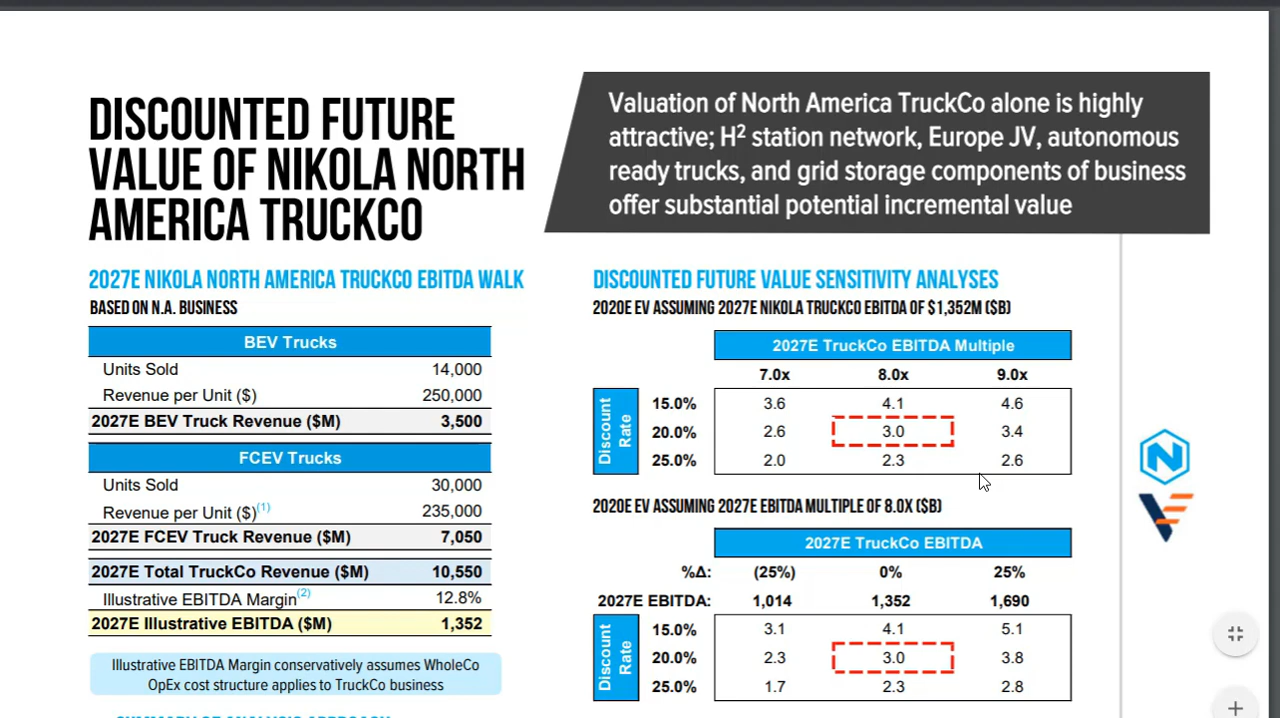 DISCOUNTED FUTURE
VALUE OF NIKOLA NORTH
AMERICA TRUCKCO
Valuation of North America TruckCo alone is highly
attractive; H² station network, Europe JV, autonomous
ready trucks, and grid storage components of business
offer substantial potential incremental value
2027E NIKOLA NORTH AMERICA TRUCKCO EBITDA WALK
BASED ON N.A. BUSINESS
BEV Trucks
Units Sold 14,000
Revenue per Unit ($) 250,000
2027E BEV Truck Revenue ($M) 3,500
FCEV Trucks
Units Sold 30,000
Revenue per Unit ($)(1) 235,000
2027E FCEV Truck Revenue ($M) 7,050
2027E Total TruckCo Revenue ($M) 10,550
Illustrative EBITDA Margin(2) 12.8%
2027E Illustrative EBITDA ($M) 1,352
Illustrative EBITDA Margin conservatively assumes WholeCo
OpEx cost structure applies to TruckCo business
SUMMARY OF ANALYSIS APPROACH
DISCOUNTED FUTURE VALUE SENSITIVITY ANALYSES
2020E EV ASSUMING 2027E NIKOLA TRUCKCO EBITDA OF $1,352M ($B)
2027E TruckCo EBITDA Multiple
7.0x 8.0x 9.0x
Discount Rate
15.0% 3.6 4.1 4.6
20.0% 2.6 3.0 3.4
25.0% 2.0 2.3 2.6
2020E EV ASSUMING 2027E EBITDA MULTIPLE OF 8.0X ($B)
2027E TruckCo EBITDA
%Δ: (25%) 0% 25%
2027E EBITDA: 1,014 1,352 1,690
Discount Rate
15.0% 3.1 4.1 5.1
20.0% 2.3 3.0 3.8
25.0% 1.7 2.3 2.8